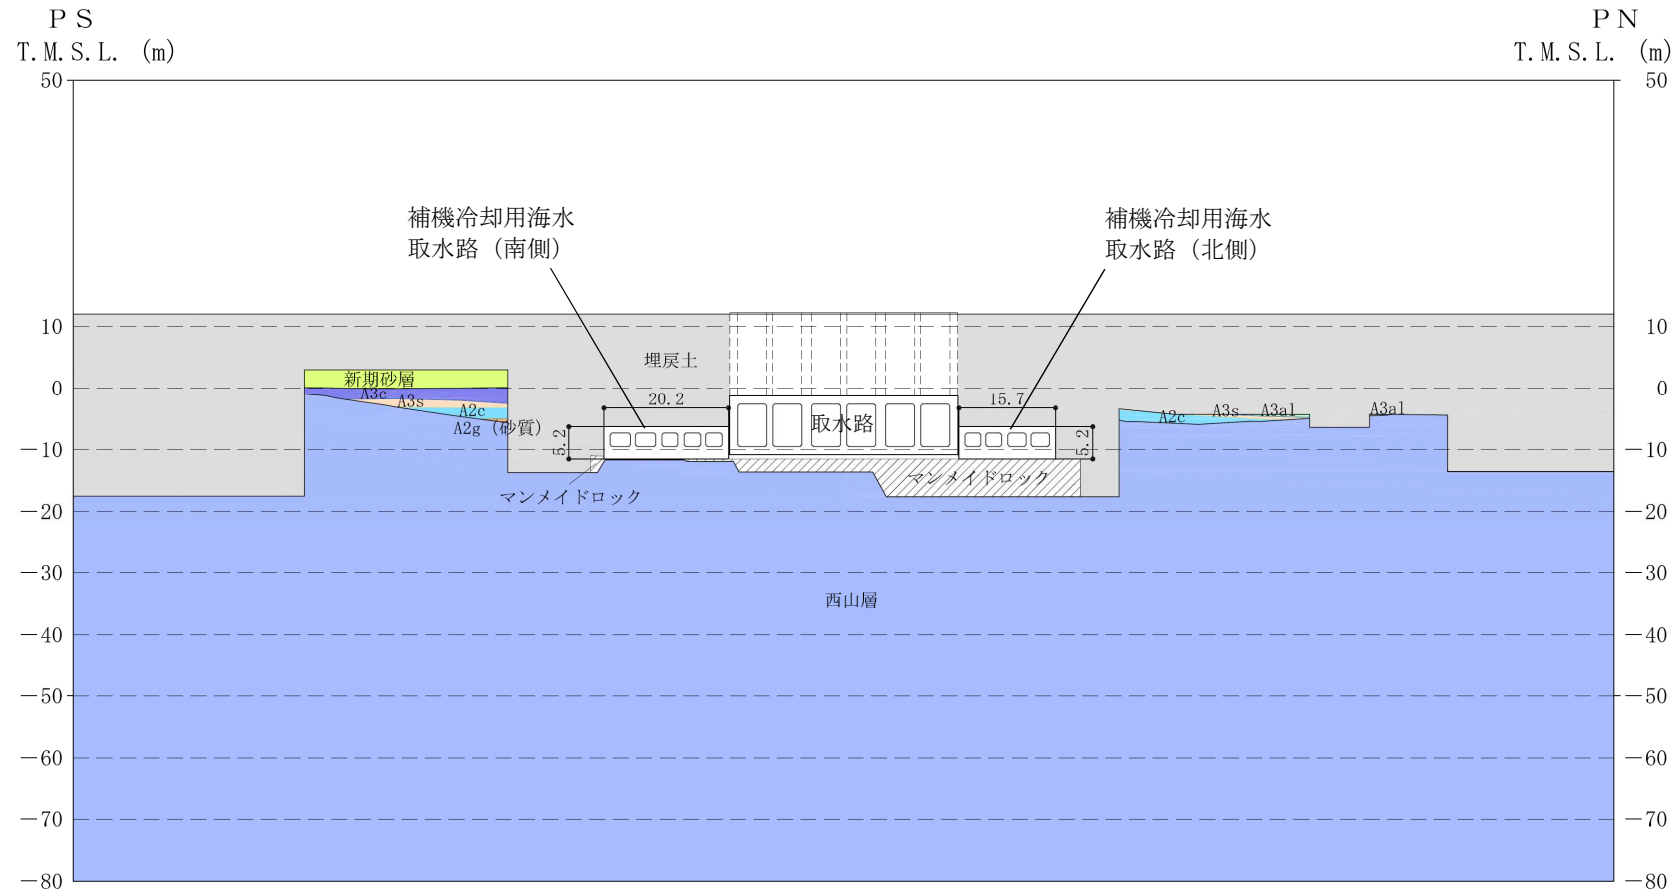 PS
T.M.S.L. (m)
PN
T.M.S.L. (m)
50
50
補機冷却用海水
取水路（南側）
補機冷却用海水
取水路（北側）
10
10
埋戻土
新期砂層
0
0
A3c
A3s
A2c
A2g（砂質）
20.2
15.7
取水路
5.2
5.2
A2c
A3s
A3al
A3al
−10
−10
マンメイドロック
マンメイドロック
−20
−20
−30
−30
西山層
−40
−40
−50
−50
−60
−60
−70
−70
−80
−80